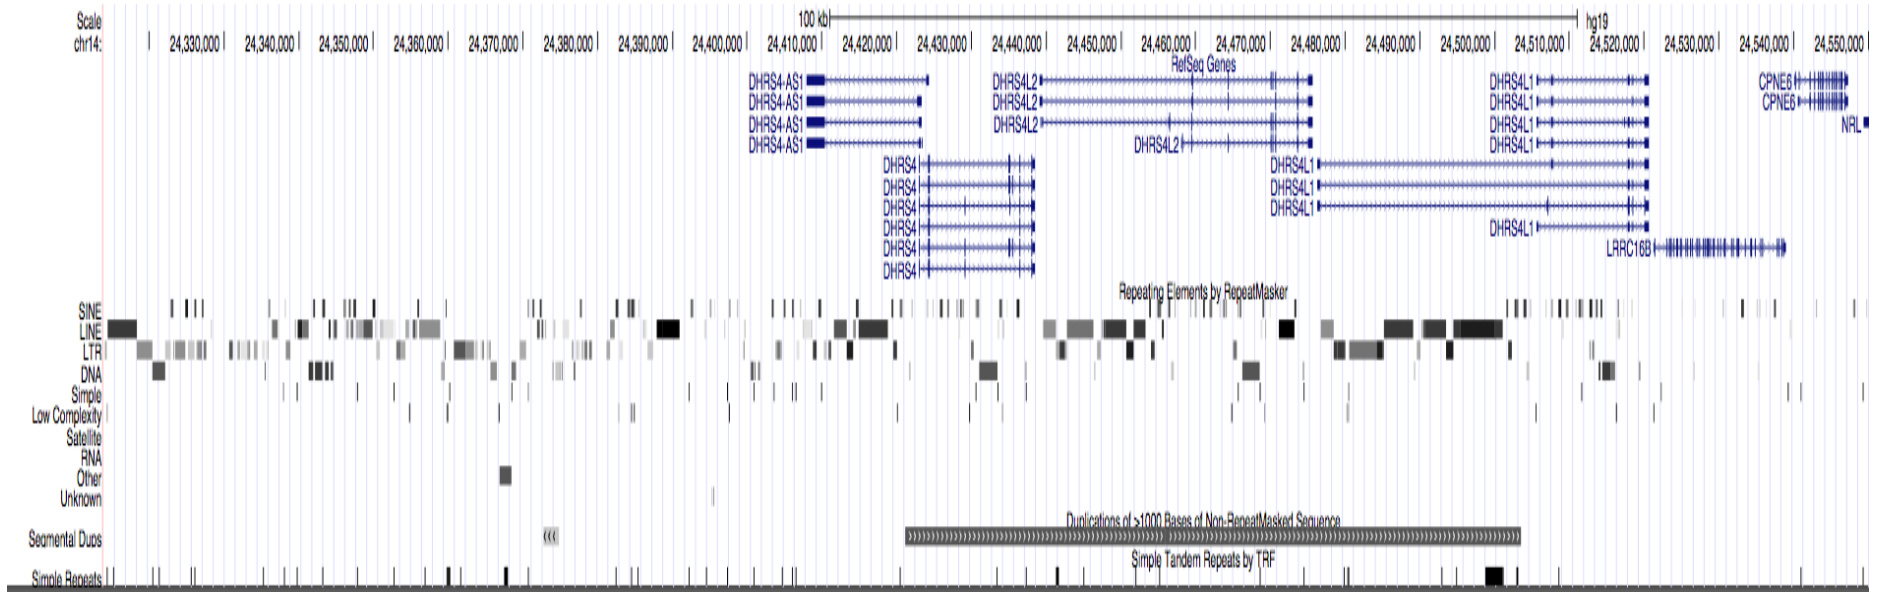 Scale 100 kb hg19
chr14: 24,330,000 24,340,000 24,350,000 24,360,000 24,370,000 24,380,000 24,390,000 24,400,000 24,410,000 24,420,000 24,430,000 24,440,000 24,450,000 24,460,000 24,470,000 24,480,000 24,490,000 24,500,000 24,510,000 24,520,000 24,530,000 24,540,000 24,550,000
RefSeq Genes
DHRS4-AS1 DHRS4L2 DHRS4L1 CPNE6
DHRS4-AS1 DHRS4L2 DHRS4L1 CPNE6
DHRS4-AS1 DHRS4L2 DHRS4L1 NRL
DHRS4-AS1 DHRS4L2 DHRS4L1
DHRS4 DHRS4L1
DHRS4 DHRS4L1
DHRS4 DHRS4L1
DHRS4 DHRS4L1
DHRS4 LRRC16B
DHRS4
Repeating Elements by RepeatMasker
SINE
LINE
LTR
DNA
Simple
Low Complexity
Satellite
RNA
Other
Unknown
Duplications of >1000 Bases of Non-RepeatMasked Sequence
Segmental Dups
Simple Tandem Repeats by TRF
Simple Repeats